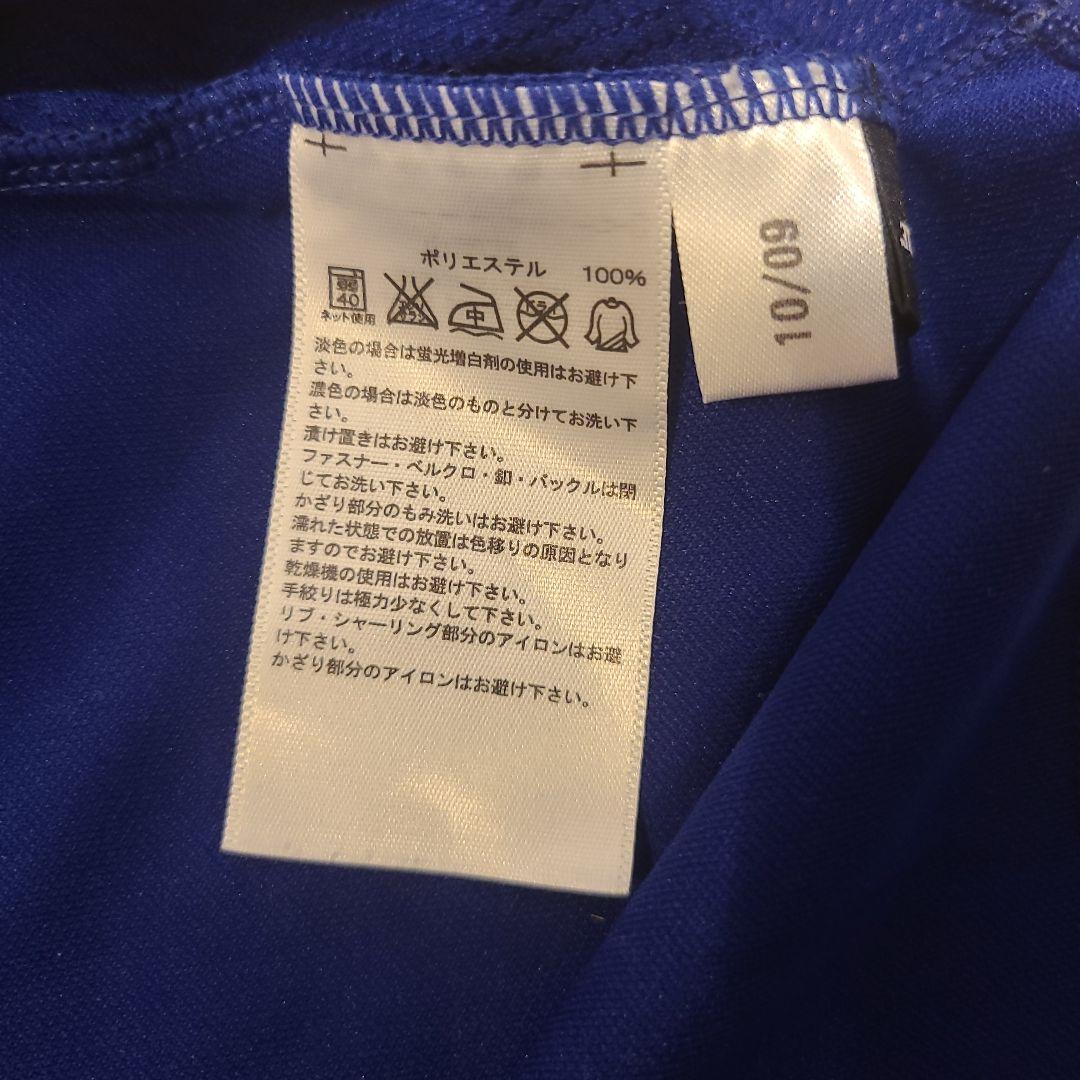 ポリエステル 100%
40
ネット使用
中
淡色の場合は蛍光増白剤の使用はお避け下
さい。
濃色の場合は淡色のものと分けてお洗い下
さい。
漬け置きはお避け下さい。
ファスナー・ベルクロ・釦・バックルは閉
じてお洗い下さい。
かざり部分のもみ洗いはお避け下さい。
濡れた状態での放置は色移りの原因となり
ますのでお避け下さい。
乾燥機の使用はお避け下さい。
手絞りは極力少なくして下さい。
リブ・シャーリング部分のアイロンはお避
け下さい。
かざり部分のアイロンはお避け下さい。
10/09